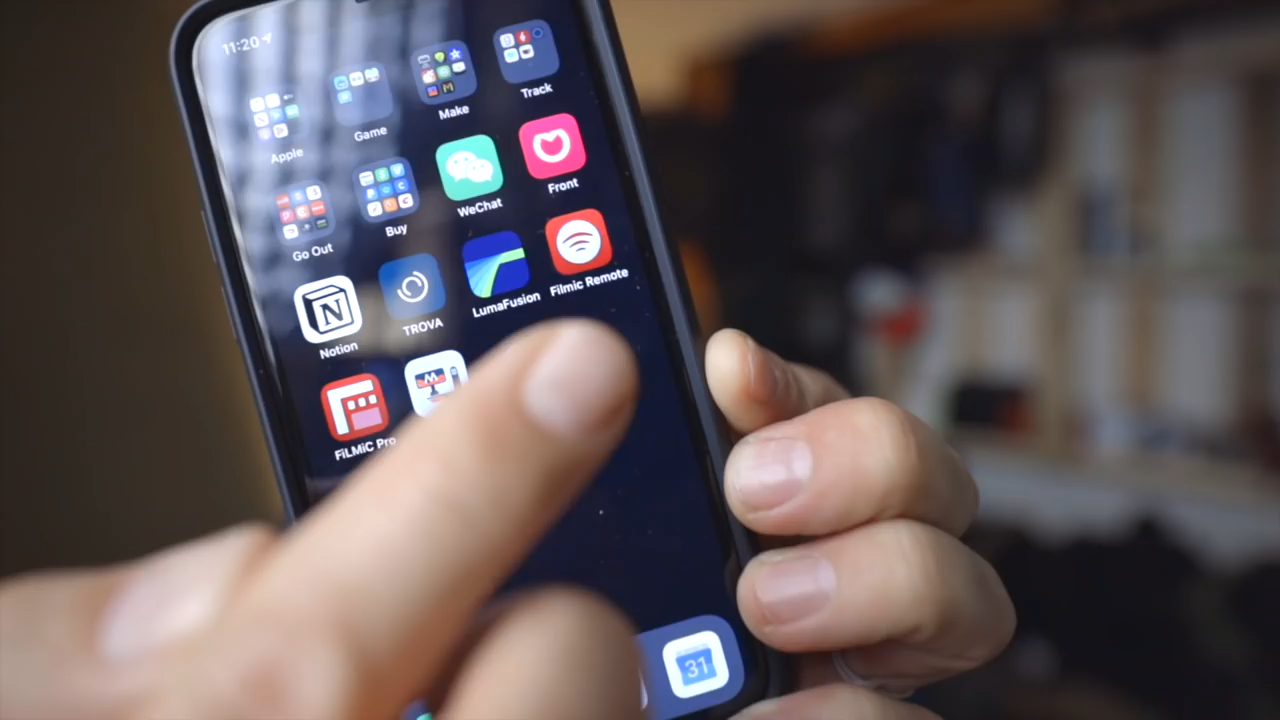 11:20
Apple
Game
Make
Track
Go Out
Buy
WeChat
Front
N
Notion
TROVA
LumaFusion
Filmic Remote
M
FiLMiC Pro
31